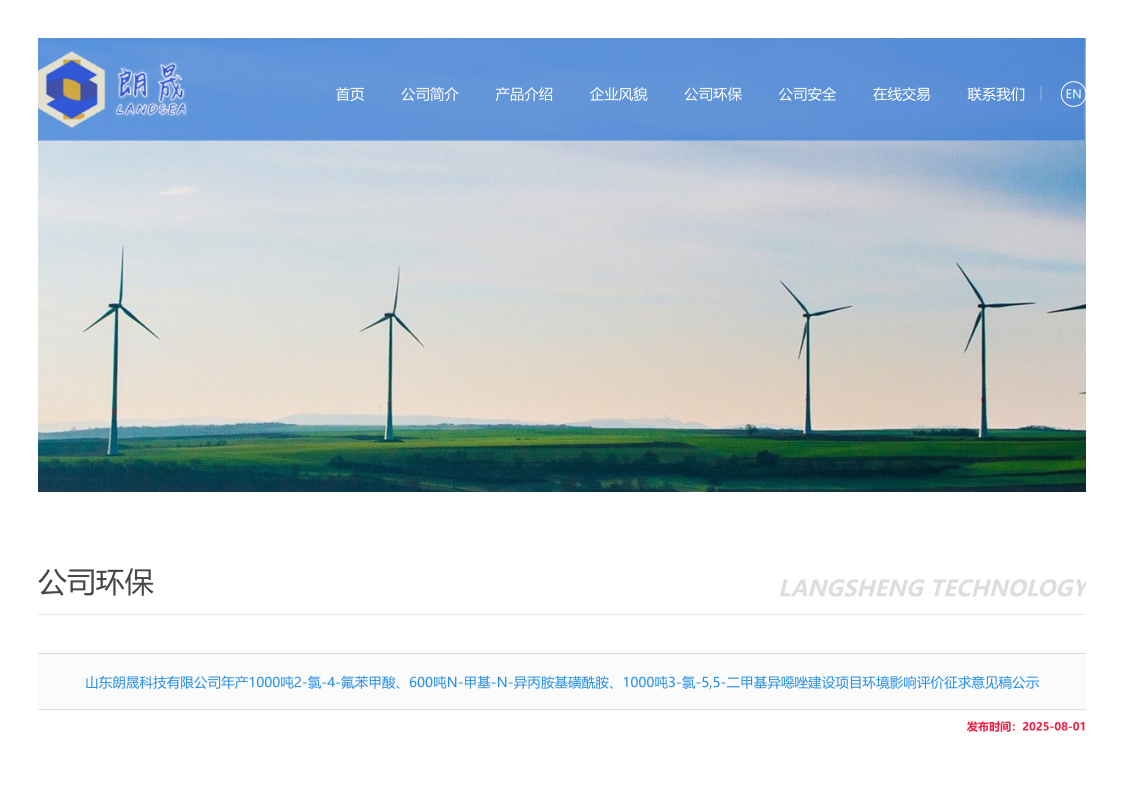 朗晟
LANDSEA
首页 公司简介 产品介绍 企业风貌 公司环保 公司安全 在线交易 联系我们 | EN
公司环保
LANGSHENG TECHNOLOGY
山东朗晟科技有限公司年产1000吨2-氯-4-氟苯甲酸、600吨N-甲基-N-异丙胺基磺酰胺、1000吨3-氯-5,5-二甲基异噁唑建设项目环境影响评价征求意见稿公示
发布时间：2025-08-01